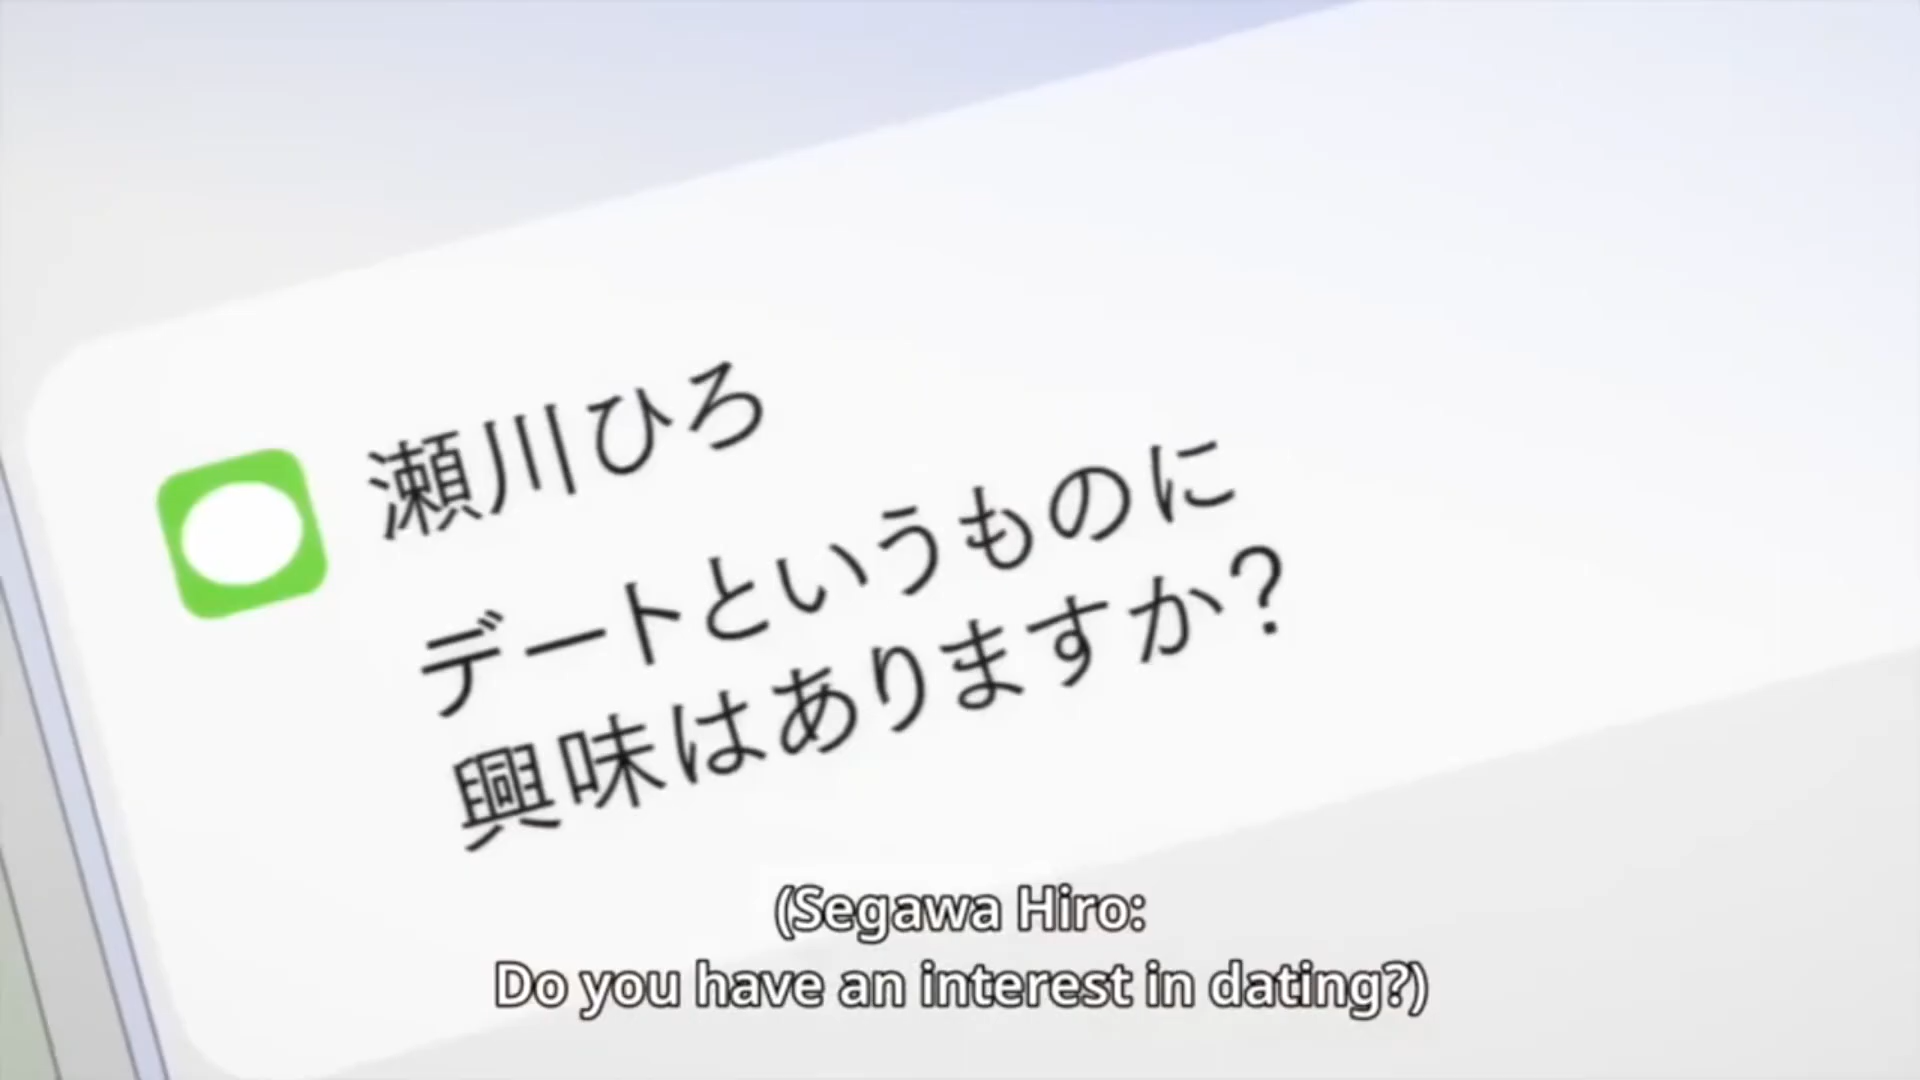 瀬川ひろ
デートというものに
興味はありますか?
(Segawa Hiro:
Do you have an interest in dating?)